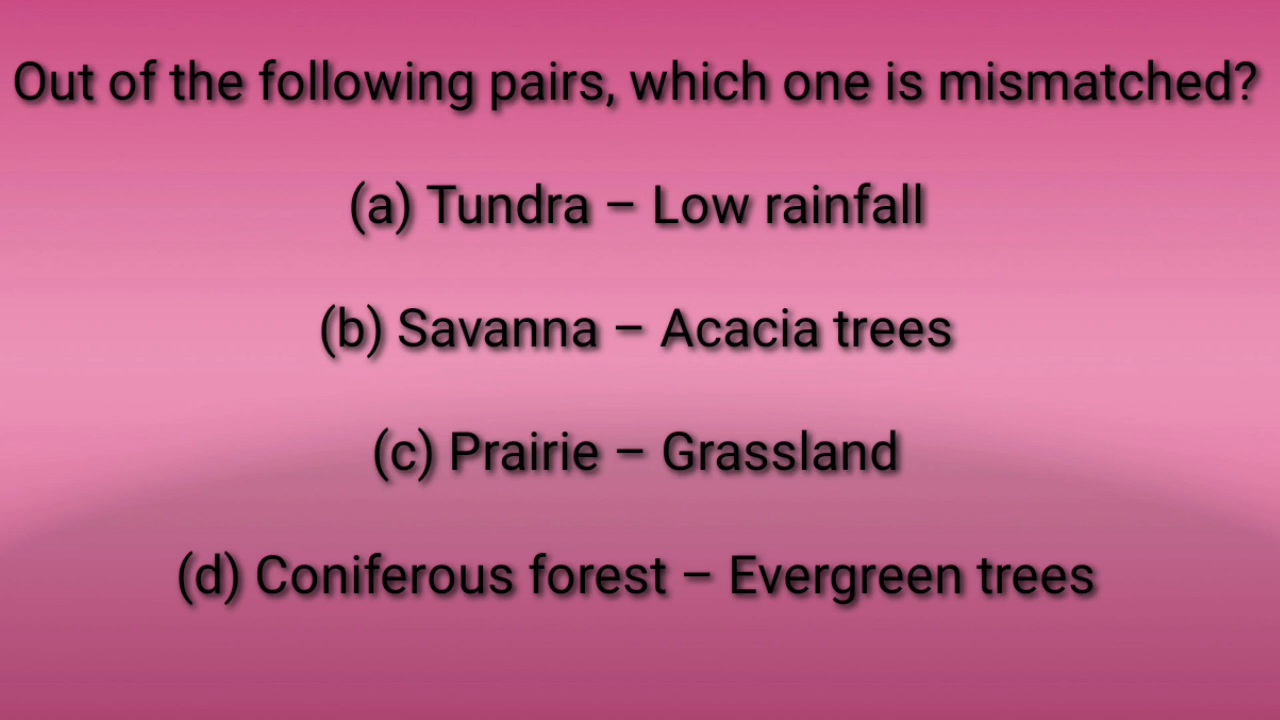 Out of the following pairs, which one is mismatched?
(a) Tundra – Low rainfall
(b) Savanna – Acacia trees
(c) Prairie – Grassland
(d) Coniferous forest – Evergreen trees